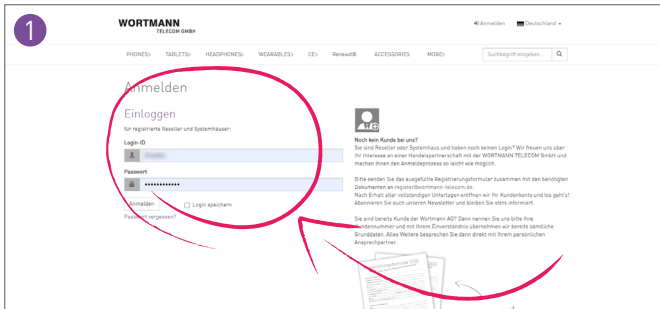 1
WORTMANN
TELECOM GMBH
Anmelden Deutschland
PHONES> TABLETS> HEADPHONES> WEARABLES> CE> Renewd® ACCESSORIES MORE> Suchbegriff eingeben...
Anmelden
Einloggen
für registrierte Reseller und Systemhäuser:
Login-ID
Passwort
••••••••••••
Anmelden Login speichern
Passwort vergessen?
Noch kein Kunde bei uns?
Sie sind Reseller oder Systemhaus und haben noch keinen Login? Wir freuen uns über
Ihr Interesse an einer Handelspartnerschaft mit der WORTMANN TELECOM GmbH und
machen Ihnen den Anmeldeprozess so leicht wie möglich.
Bitte senden Sie das ausgefüllte Registrierungsformular zusammen mit den benötigten
Dokumenten an register@wortmann-telecom.de.
Nach Erhalt aller vollständigen Unterlagen eröffnen wir Ihr Kundenkonto und los geht's!
Abonnieren Sie auch unseren Newsletter und bleiben Sie stets informiert.
Sie sind bereits Kunde der Wortmann AG? Dann nennen Sie uns bitte Ihre
Kundennummer und mit Ihrem Einverständnis übernehmen wir bereits sämtliche
Grunddaten. Alles Weitere besprechen Sie dann direkt mit Ihrem persönlichen
Ansprechpartner.